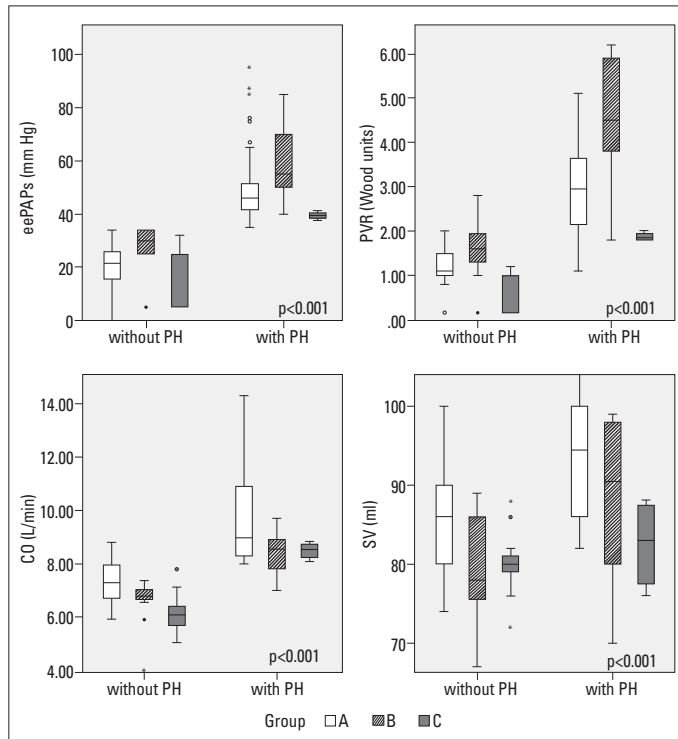 100
80
60
40
20
0
eePAPs (mm Hg)
without PH
with PH
p<0.001
6.00
5.00
4.00
3.00
2.00
1.00
.00
PVR (Wood units)
without PH
with PH
p<0.001
14.00
12.00
10.00
8.00
6.00
4.00
CO (L/min)
without PH
with PH
p<0.001
100
90
80
70
SV (ml)
without PH
with PH
p<0.001
Group A B C